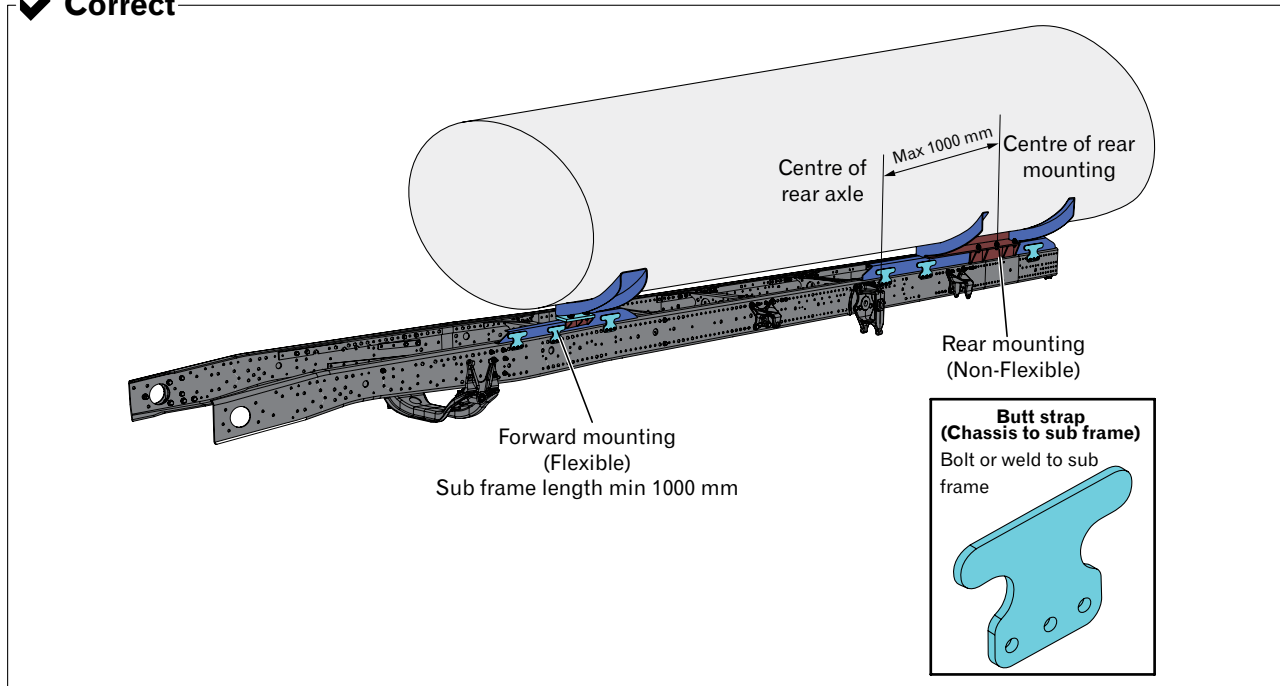 Correct
Max 1000 mm
Centre of
rear axle
Centre of rear
mounting
Rear mounting
(Non-Flexible)
Forward mounting
(Flexible)
Sub frame length min 1000 mm
Butt strap
(Chassis to sub frame)
Bolt or weld to sub
frame